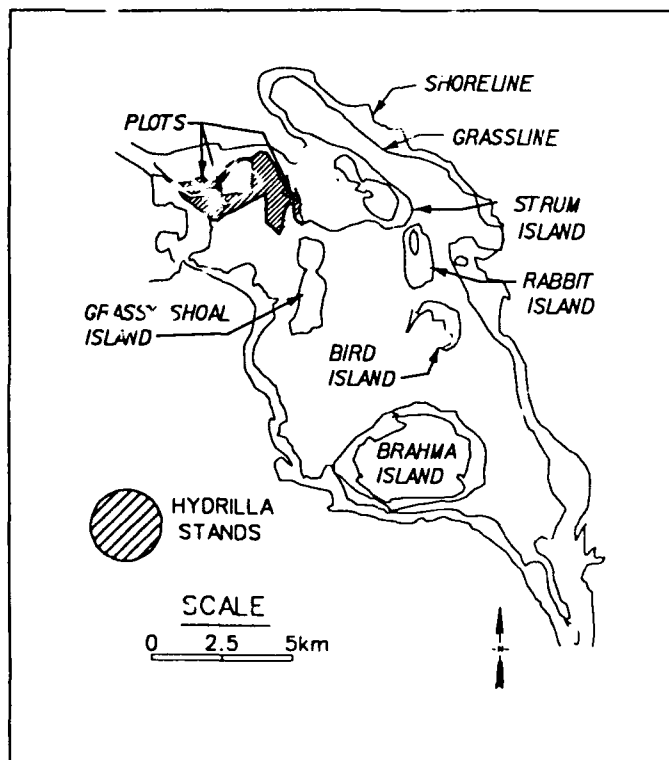 SHORELINE
PLOTS
GRASSLINE
STRUM
ISLAND
RABBIT
ISLAND
GRASSY SHOAL
ISLAND
BIRD
ISLAND
BRAHMA
ISLAND
HYDRILLA
STANDS
SCALE
0 2.5 5km